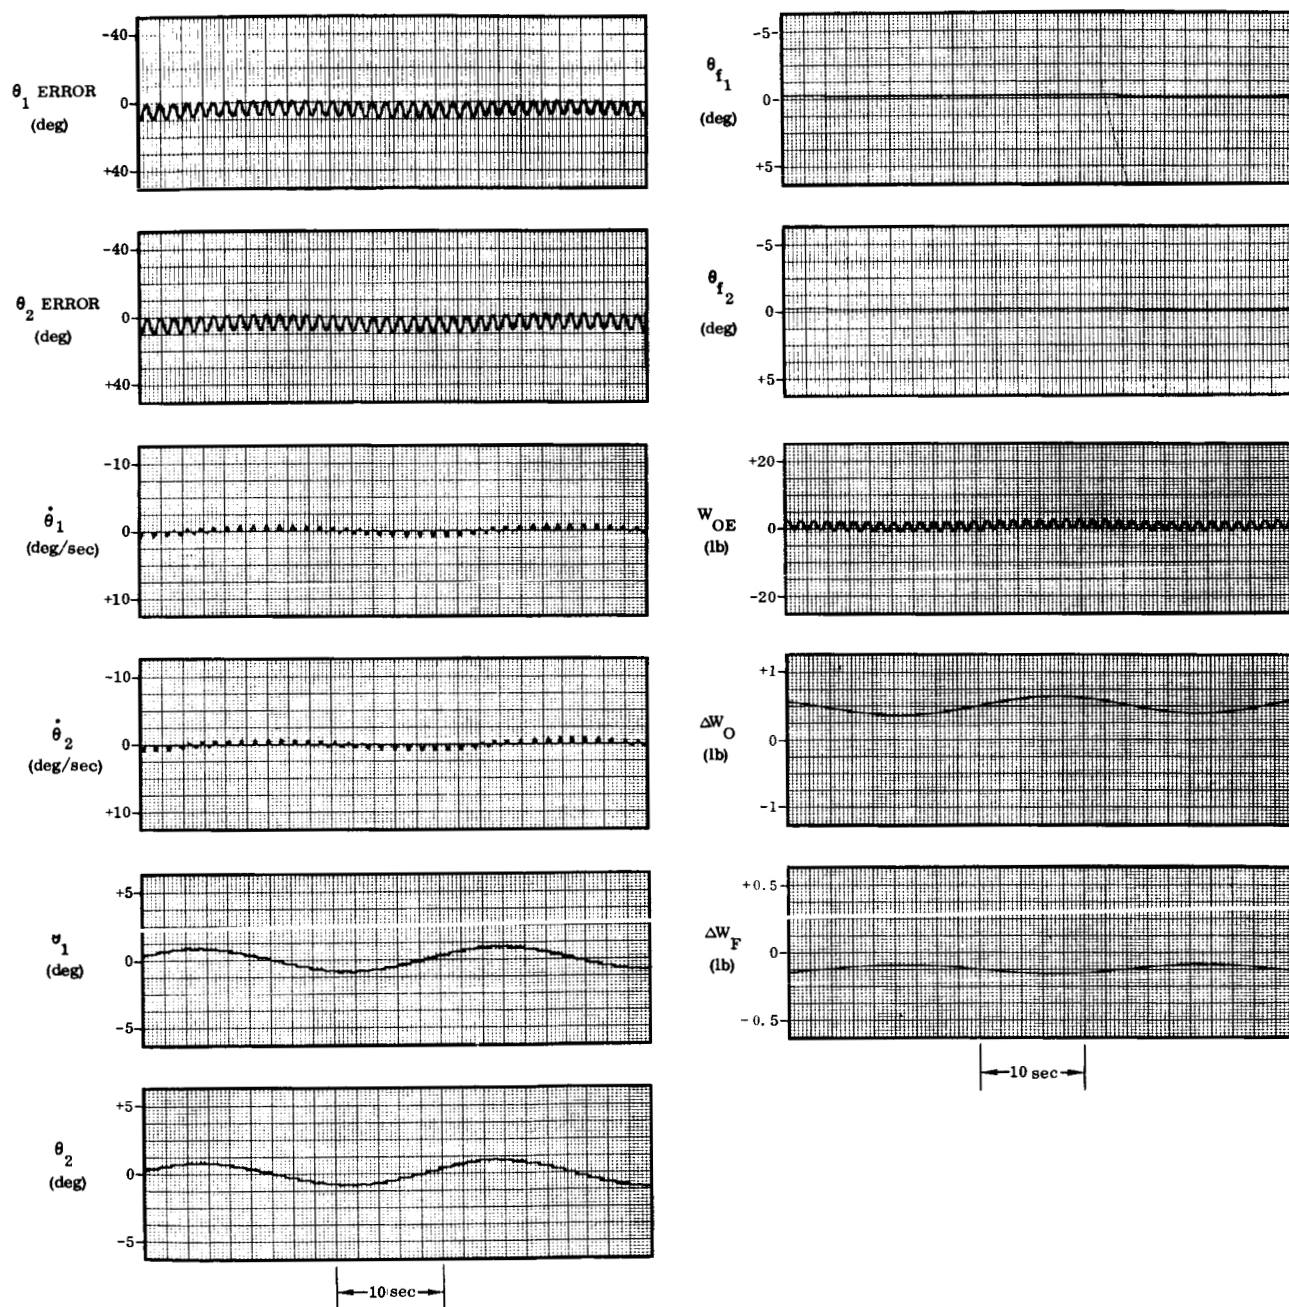 -40
0
+40
θ1 ERROR
(deg)
-40
0
+40
θ2 ERROR
(deg)
-10
0
+10
θ̇1
(deg/sec)
-10
0
+10
θ̇2
(deg/sec)
+5
0
-5
θ1
(deg)
+5
0
-5
θ2
(deg)
10 sec
-5
0
+5
θf1
(deg)
-5
0
+5
θf2
(deg)
+20
0
-20
WOE
(lb)
+1
0
-1
ΔWO
(lb)
+0.5
0
-0.5
ΔWF
(lb)
10 sec